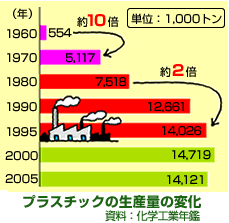 (年)
約10倍
単位：1,000トン
1960 554
1970 5,117
1980 7,518
約2倍
1990 12,661
1995 14,026
2000 14,719
2005 14,121
プラスチックの生産量の変化
資料：化学工業年鑑